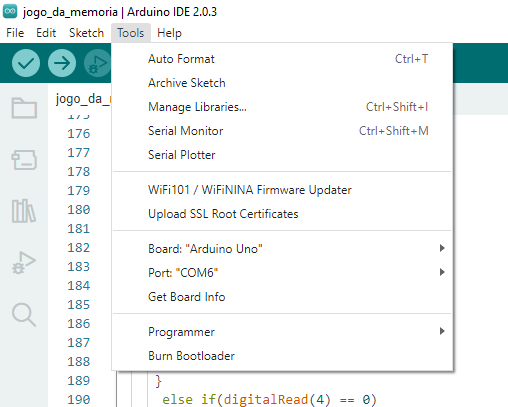 jogo_da_memoria | Arduino IDE 2.0.3
File Edit Sketch Tools Help
Auto Format Ctrl+T
jogo_da_
Archive Sketch
Manage Libraries... Ctrl+Shift+I
Serial Monitor Ctrl+Shift+M
Serial Plotter
WiFi101 / WiFiNINA Firmware Updater
Upload SSL Root Certificates
Board: "Arduino Uno"
Port: "COM6"
Get Board Info
Programmer
Burn Bootloader
175
176
177
178
179
180
181
182
183
184
185
186
187
188
189 }
190 else if(digitalRead(4) == 0)